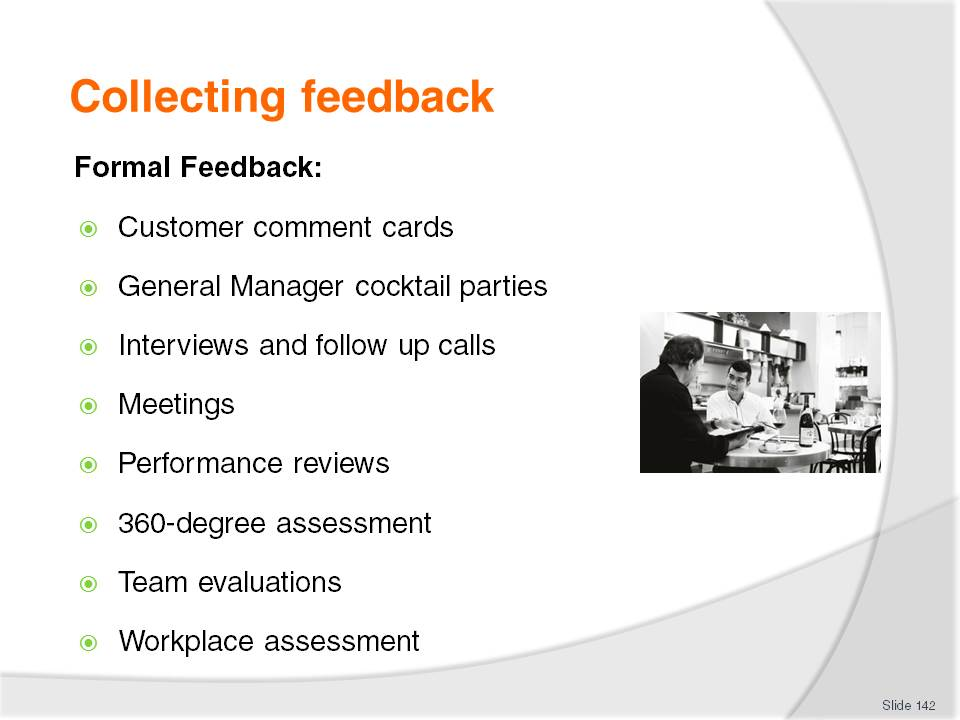 Collecting feedback
Formal Feedback:
Customer comment cards
General Manager cocktail parties
Interviews and follow up calls
Meetings
Performance reviews
360-degree assessment
Team evaluations
Workplace assessment
Slide 142